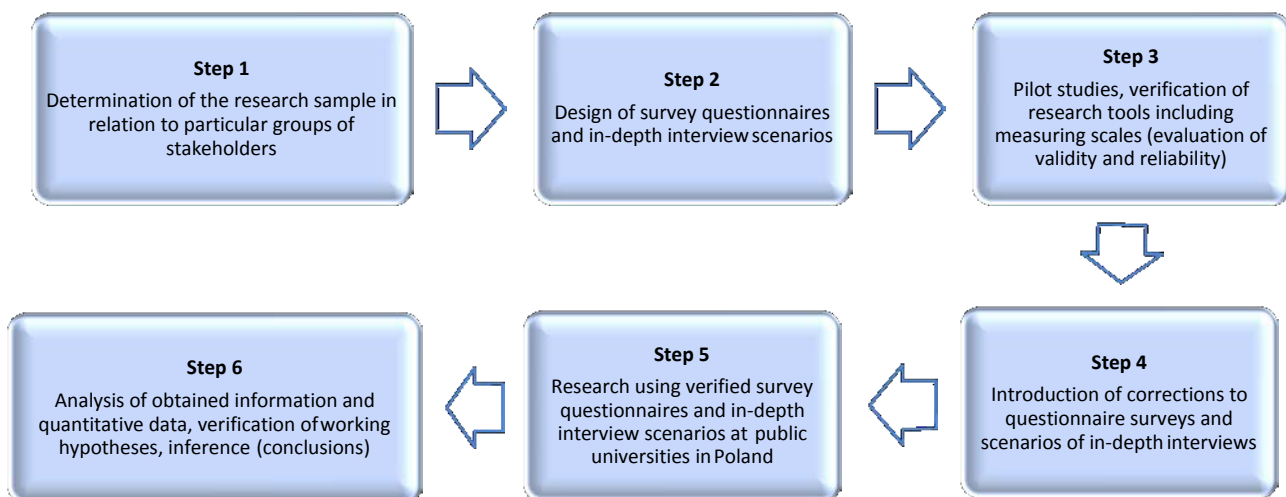 Step 1
Determination of the research sample in
relation to particular groups of
stakeholders
Step 2
Design of survey questionnaires
and in-depth interview scenarios
Step 3
Pilot studies, verification of
research tools including
measuring scales (evaluation of
validity and reliability)
Step 4
Introduction of corrections to
questionnaire surveys and
scenarios of in-depth interviews
Step 5
Research using verified survey
questionnaires and in-depth
interview scenarios at public
universities in Poland
Step 6
Analysis of obtained information and
quantitative data, verification of working
hypotheses, inference (conclusions)